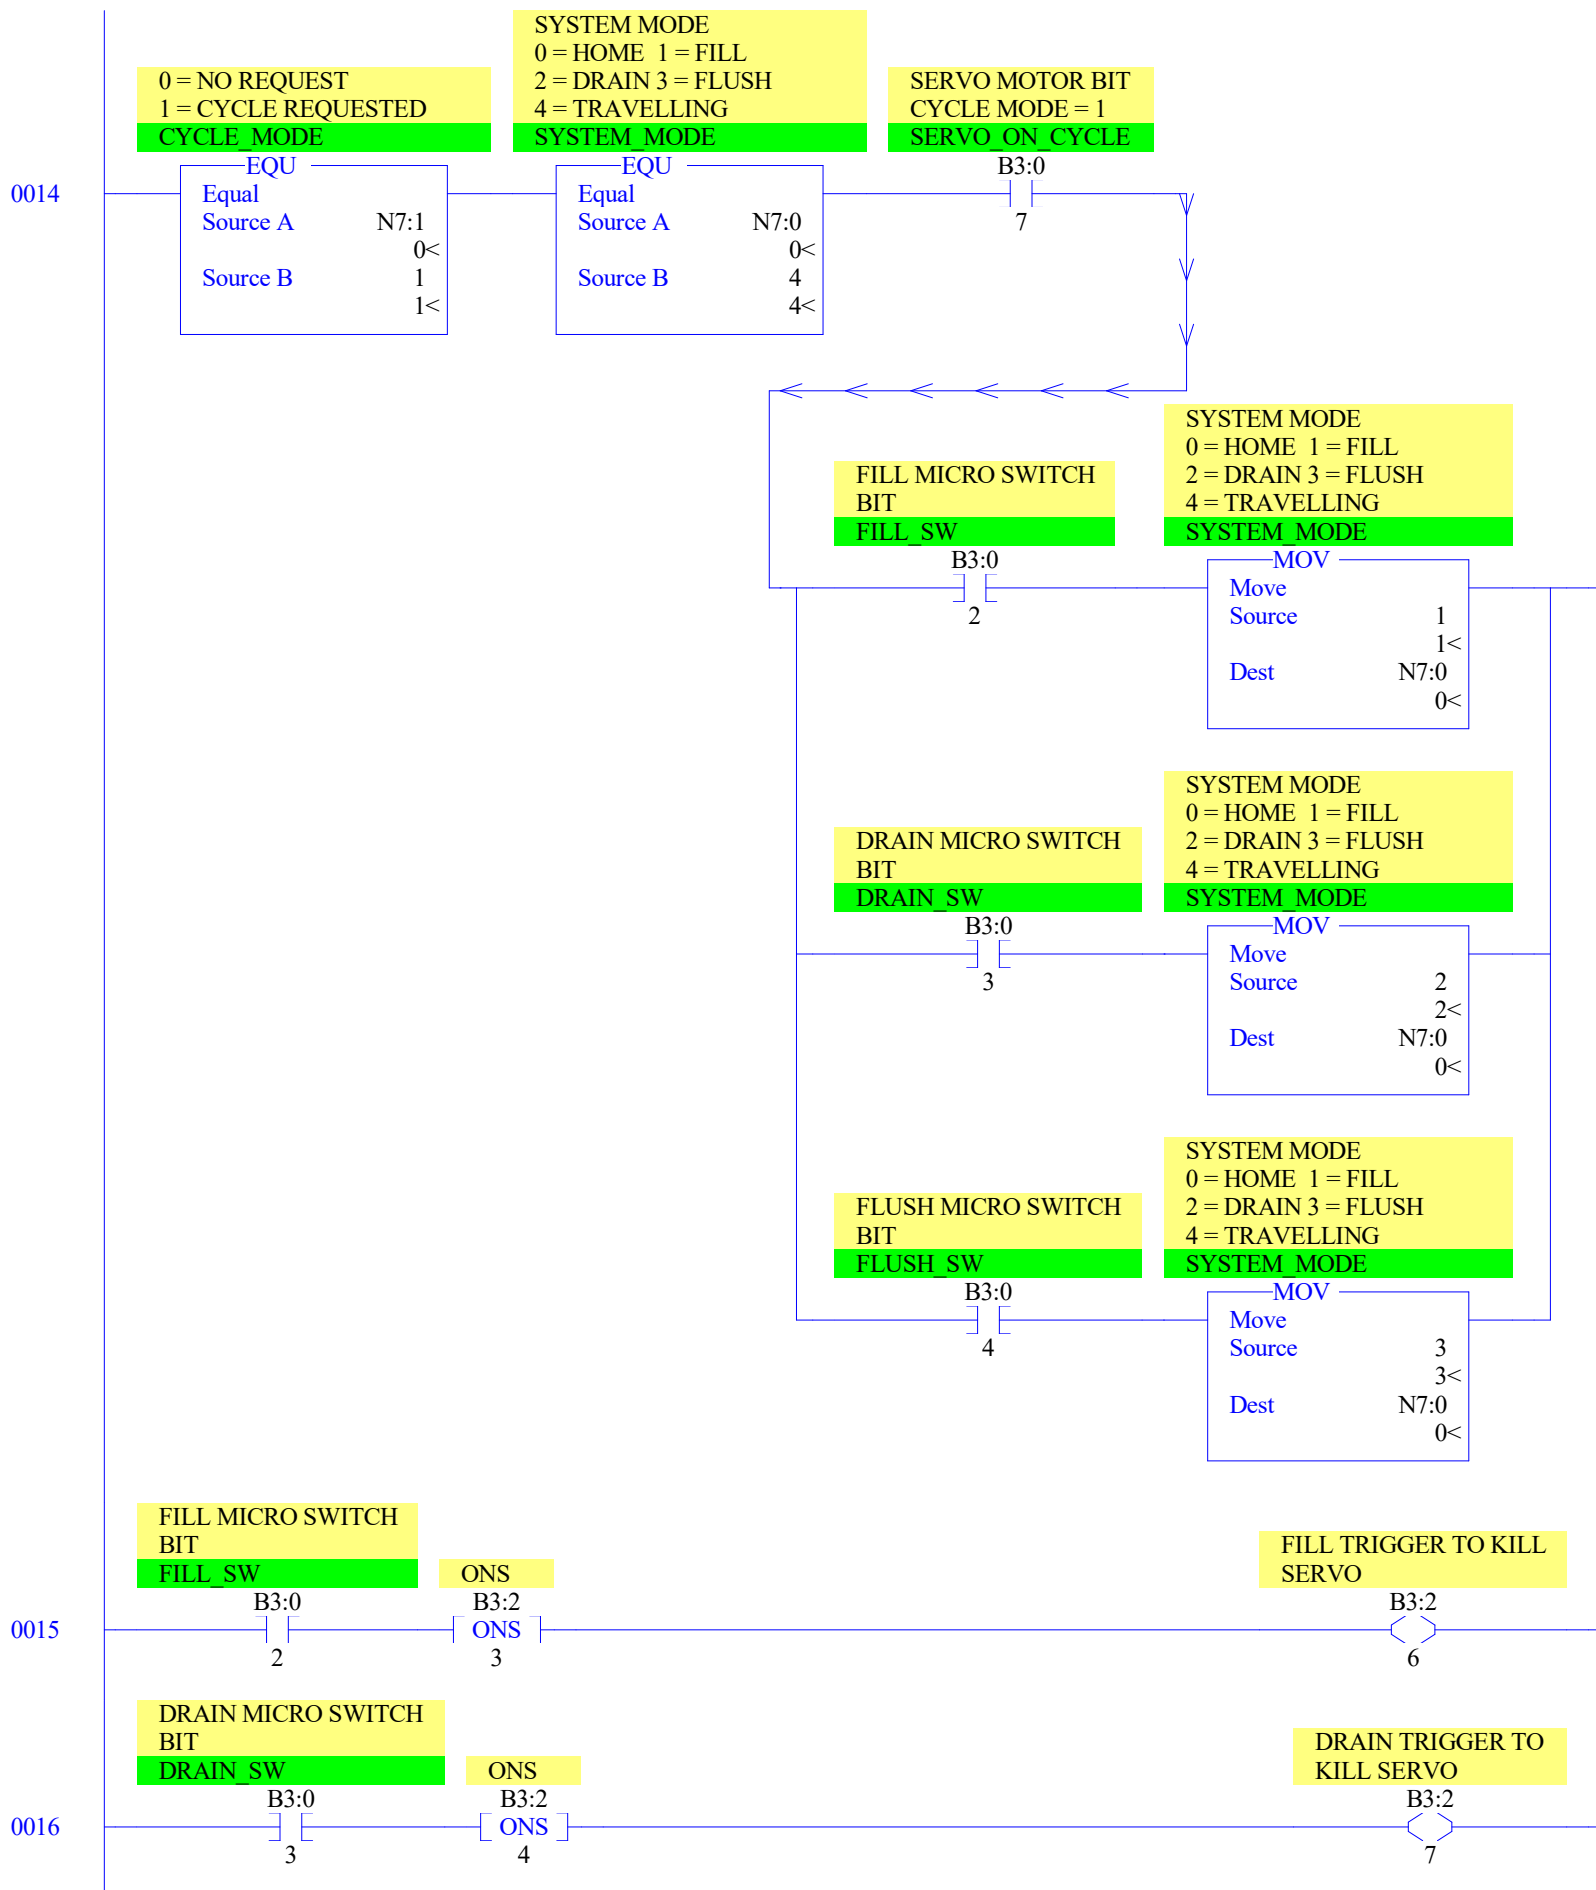 SYSTEM MODE
0 = HOME  1 = FILL
0 = NO REQUEST
2 = DRAIN 3 = FLUSH
SERVO MOTOR BIT
1 = CYCLE REQUESTED
4 = TRAVELLING
CYCLE MODE = 1
CYCLE_MODE
SYSTEM_MODE
SERVO_ON_CYCLE
EQU
EQU
B3:0
0014
Equal
Equal
Source A N7:1
Source A N7:0
7
0<
0<
Source B 1
Source B 4
1<
4<
SYSTEM MODE
0 = HOME  1 = FILL
FILL MICRO SWITCH
2 = DRAIN 3 = FLUSH
BIT
4 = TRAVELLING
FILL_SW
SYSTEM_MODE
B3:0
MOV
Move
2
Source 1
1<
Dest N7:0
0<
SYSTEM MODE
0 = HOME  1 = FILL
DRAIN MICRO SWITCH
2 = DRAIN 3 = FLUSH
BIT
4 = TRAVELLING
DRAIN_SW
SYSTEM_MODE
B3:0
MOV
Move
3
Source 2
2<
Dest N7:0
0<
SYSTEM MODE
0 = HOME  1 = FILL
FLUSH MICRO SWITCH
2 = DRAIN 3 = FLUSH
BIT
4 = TRAVELLING
FLUSH_SW
SYSTEM_MODE
B3:0
MOV
Move
4
Source 3
3<
Dest N7:0
0<
FILL MICRO SWITCH
BIT
FILL TRIGGER TO KILL
FILL_SW
ONS
SERVO
B3:0
B3:2
B3:2
0015
ONS
2
3
6
DRAIN MICRO SWITCH
BIT
DRAIN TRIGGER TO
DRAIN_SW
ONS
KILL SERVO
B3:0
B3:2
B3:2
0016
ONS
3
4
7